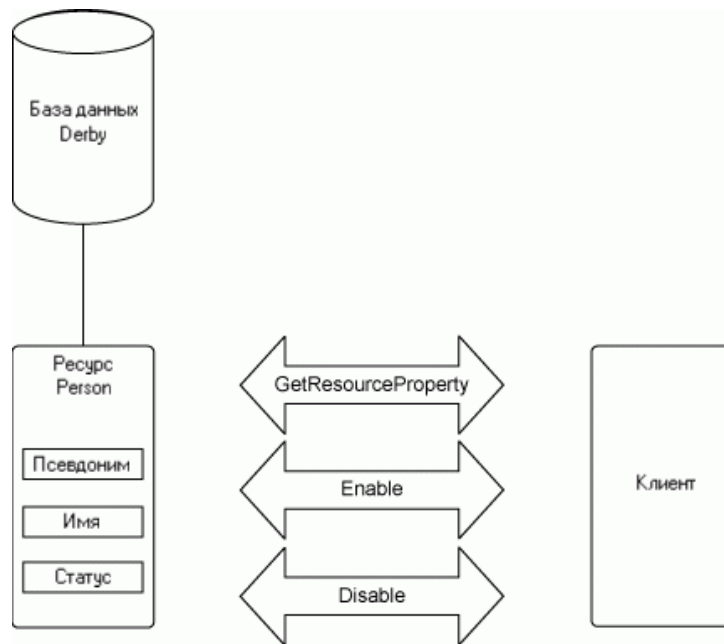 База данных
Derby
Ресурс
Person
Псевдоним
Имя
Статус
GetResourceProperty
Enable
Disable
Клиент